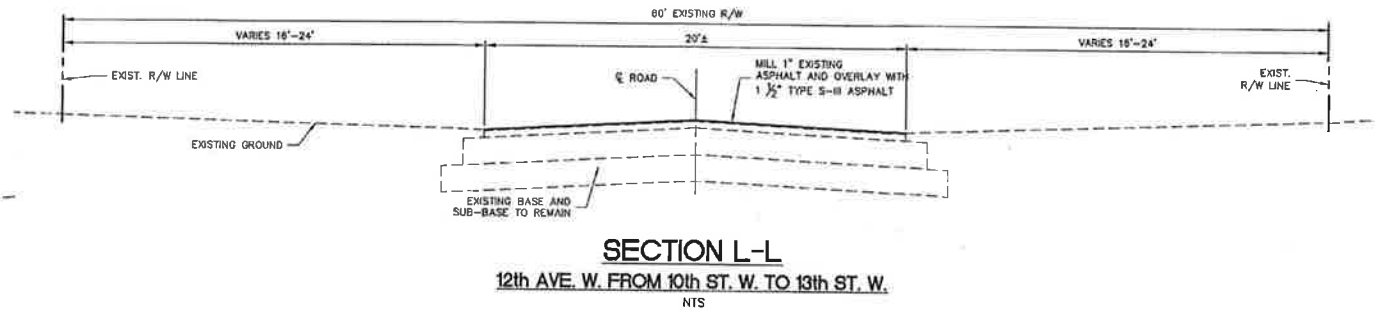 60' EXISTING R/W
VARIES 16'-24'
20'±
VARIES 16'-24'
EXIST. R/W LINE
℄ ROAD
MILL 1" EXISTING
ASPHALT AND OVERLAY WITH
1 ½" TYPE S-III ASPHALT
EXIST.
R/W LINE
EXISTING GROUND
EXISTING BASE AND
SUB-BASE TO REMAIN
SECTION L-L
12th AVE. W. FROM 10th ST. W. TO 13th ST. W.
NTS